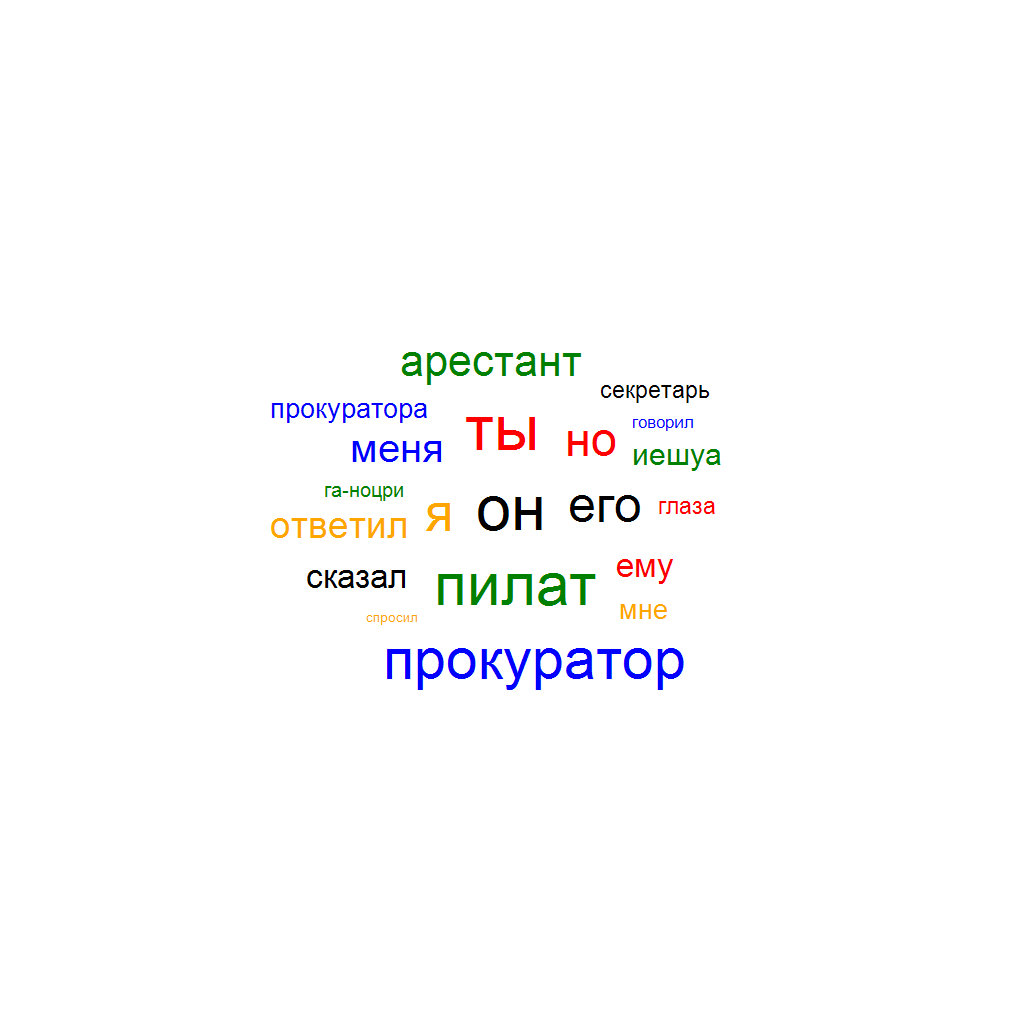 арестант
секретарь
прокуратора
ты
но
говорил
меня
иешуа
га-ноцри
ответил
я
он
его
глаза
сказал
пилат
ему
мне
спросил
прокуратор